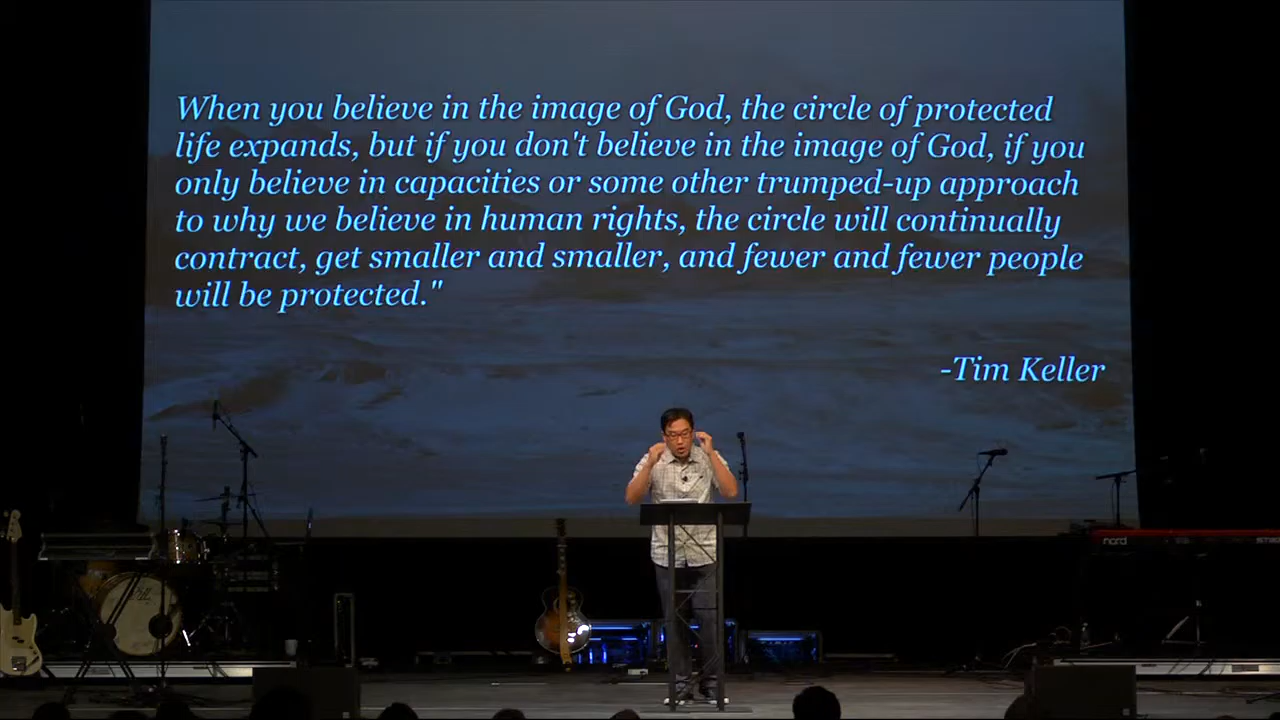 When you believe in the image of God, the circle of protected
life expands, but if you don't believe in the image of God, if you
only believe in capacities or some other trumped-up approach
to why we believe in human rights, the circle will continually
contract, get smaller and smaller, and fewer and fewer people
will be protected."
-Tim Keller
nord